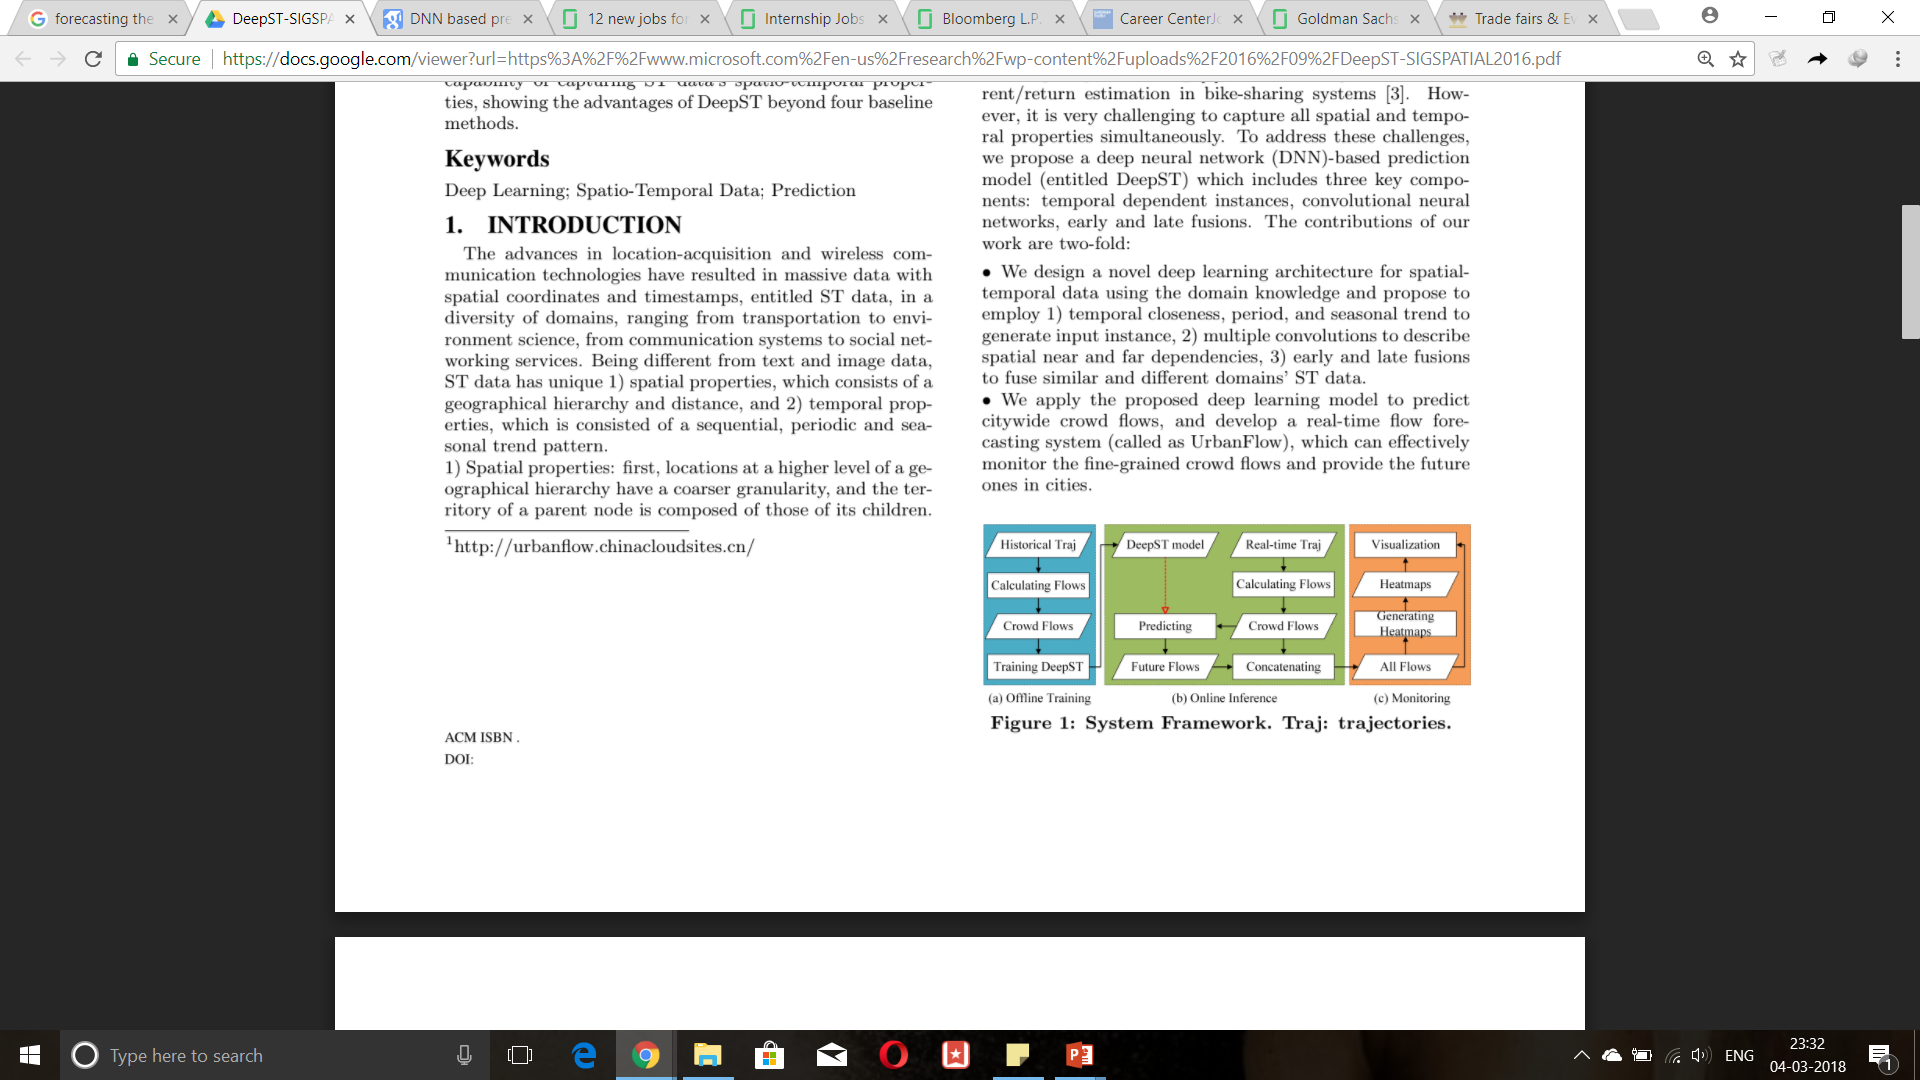 forecasting the
DeepST-SIGSPA
DNN based pre
12 new jobs fo
Internship Jobs
Bloomberg L.P.
Career Center
Goldman Sachs
Trade fairs & Ev
Secure
https://docs.google.com/viewer?url=https%3A%2F%2Fwww.microsoft.com%2Fen-us%2Fresearch%2Fwp-content%2Fuploads%2F2016%2F09%2FDeepST-SIGSPATIAL2016.pdf
capability of capturing ST data's spatio-temporal proper-
ties, showing the advantages of DeepST beyond four baseline
methods.
Keywords
Deep Learning; Spatio-Temporal Data; Prediction
1. INTRODUCTION
The advances in location-acquisition and wireless com-
munication technologies have resulted in massive data with
spatial coordinates and timestamps, entitled ST data, in a
diversity of domains, ranging from transportation to envi-
ronment science, from communication systems to social net-
working services. Being different from text and image data,
ST data has unique 1) spatial properties, which consists of a
geographical hierarchy and distance, and 2) temporal prop-
erties, which is consisted of a sequential, periodic and sea-
sonal trend pattern.
1) Spatial properties: first, locations at a higher level of a ge-
ographical hierarchy have a coarser granularity, and the ter-
ritory of a parent node is composed of those of its children.
1http://urbanflow.chinacloudsites.cn/
ACM ISBN .
DOI:
rent/return estimation in bike-sharing systems [3]. How-
ever, it is very challenging to capture all spatial and tempo-
ral properties simultaneously. To address these challenges,
we propose a deep neural network (DNN)-based prediction
model (entitled DeepST) which includes three key compo-
nents: temporal dependent instances, convolutional neural
networks, early and late fusions. The contributions of our
work are two-fold:
• We design a novel deep learning architecture for spatial-
temporal data using the domain knowledge and propose to
employ 1) temporal closeness, period, and seasonal trend to
generate input instance, 2) multiple convolutions to describe
spatial near and far dependencies, 3) early and late fusions
to fuse similar and different domains' ST data.
• We apply the proposed deep learning model to predict
citywide crowd flows, and develop a real-time flow fore-
casting system (called as UrbanFlow), which can effectively
monitor the fine-grained crowd flows and provide the future
ones in cities.
Historical Traj
Calculating Flows
Crowd Flows
Training DeepST
(a) Offline Training
DeepST model
Real-time Traj
Calculating Flows
Predicting
Crowd Flows
Future Flows
Concatenating
(b) Online Inference
Visualization
Heatmaps
Generating
Heatmaps
All Flows
(c) Monitoring
Figure 1: System Framework. Traj: trajectories.
Type here to search
ENG
23:32
04-03-2018
1